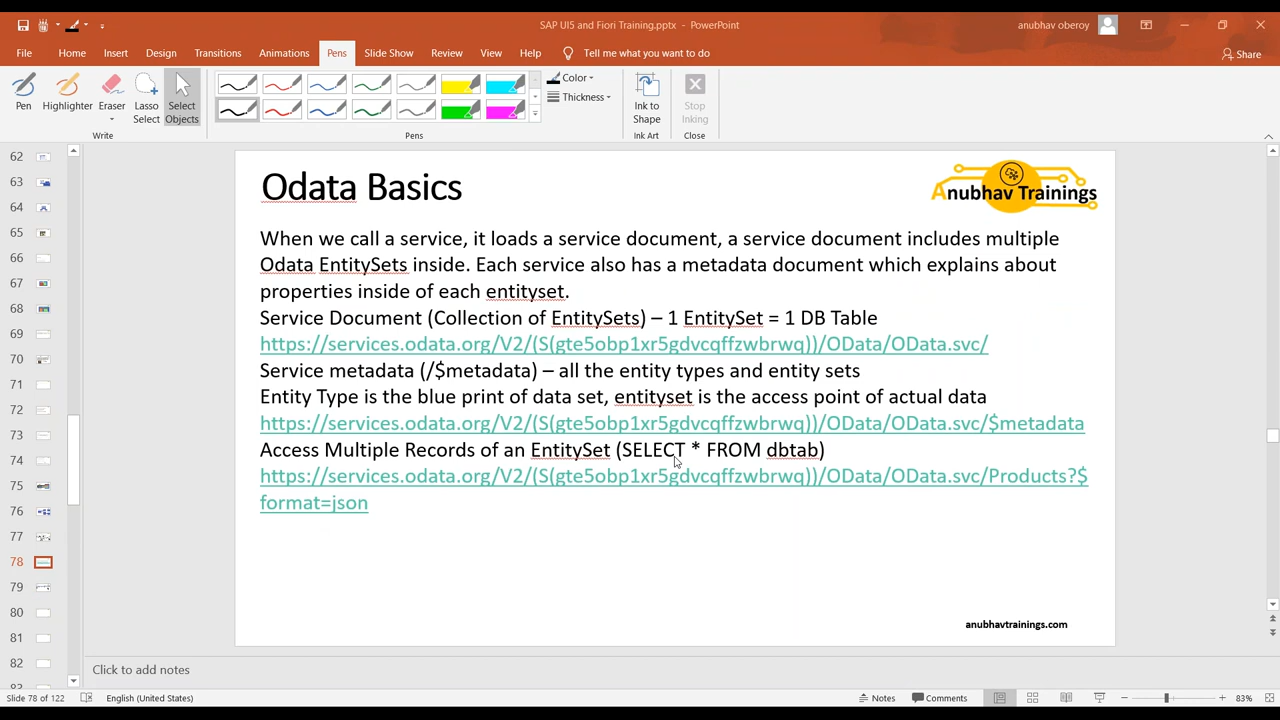 SAP UI5 and Fiori Training.pptx - PowerPoint
anubhav oberoy
File Home Insert Design Transitions Animations Pens Slide Show Review View Help Tell me what you want to do
Share
Pen Highlighter Eraser Lasso Select Select Objects
Color
Thickness
Ink to Shape
Stop Inking
Write Pens Ink Art Close
62
63
64
65
66
67
68
69
70
71
72
73
74
75
76
77
78
79
80
81
82
Odata Basics
Anubhav Trainings
When we call a service, it loads a service document, a service document includes multiple
Odata EntitySets inside. Each service also has a metadata document which explains about
properties inside of each entityset.
Service Document (Collection of EntitySets) – 1 EntitySet = 1 DB Table
https://services.odata.org/V2/(S(gte5obp1xr5gdvcqffzwbrwq))/OData/OData.svc/
Service metadata (/$metadata) – all the entity types and entity sets
Entity Type is the blue print of data set, entityset is the access point of actual data
https://services.odata.org/V2/(S(gte5obp1xr5gdvcqffzwbrwq))/OData/OData.svc/$metadata
Access Multiple Records of an EntitySet (SELECT * FROM dbtab)
https://services.odata.org/V2/(S(gte5obp1xr5gdvcqffzwbrwq))/OData/OData.svc/Products?$
format=json
anubhavtrainings.com
Click to add notes
Slide 78 of 122 English (United States) Notes Comments 83%